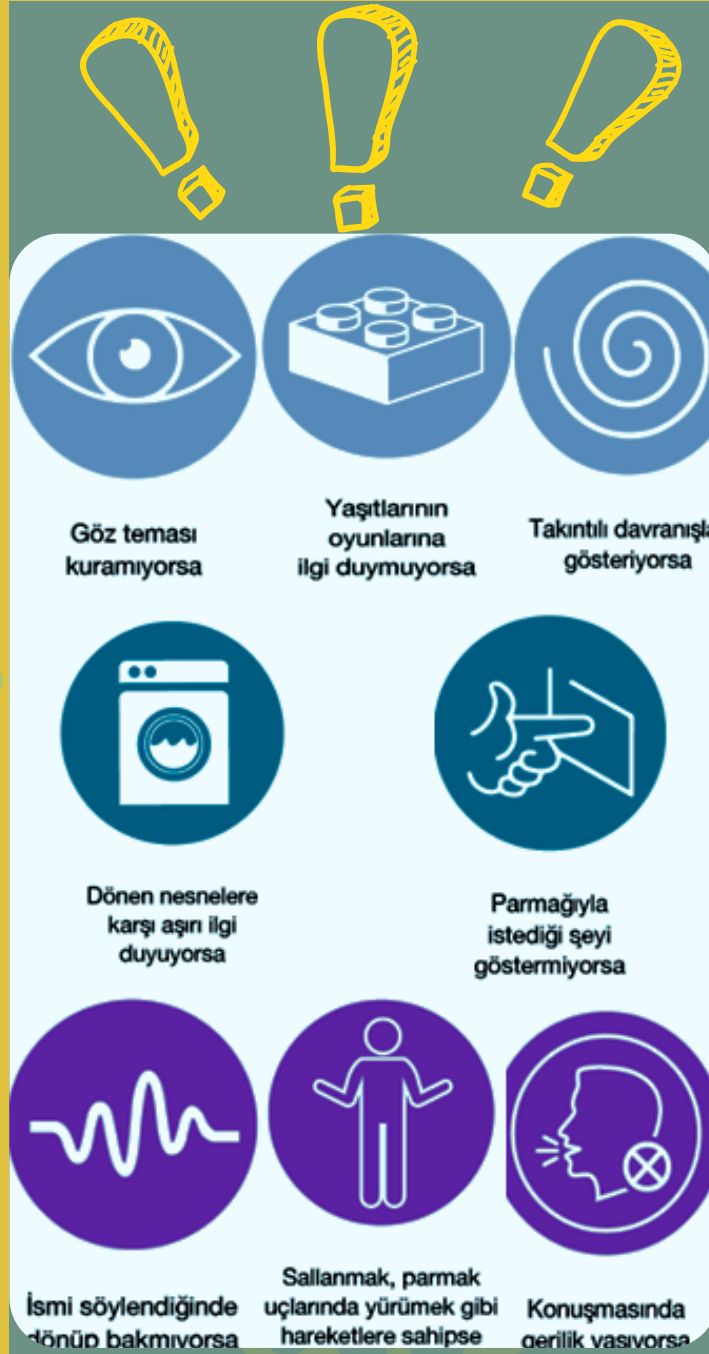 Göz teması
kuramıyorsa
Yaşıtlarının
oyunlarına
ilgi duymuyorsa
Takıntılı davranışla
gösteriyorsa
Dönen nesnelere
karşı aşırı ilgi
duyuyorsa
Parmağıyla
istediği şeyi
göstermiyorsa
İsmi söylendiğinde
dönüp bakmıyorsa
Sallanmak, parmak
uçlarında yürümek gibi
hareketlere sahipse
Konuşmasında
gerilik yaşıyorsa